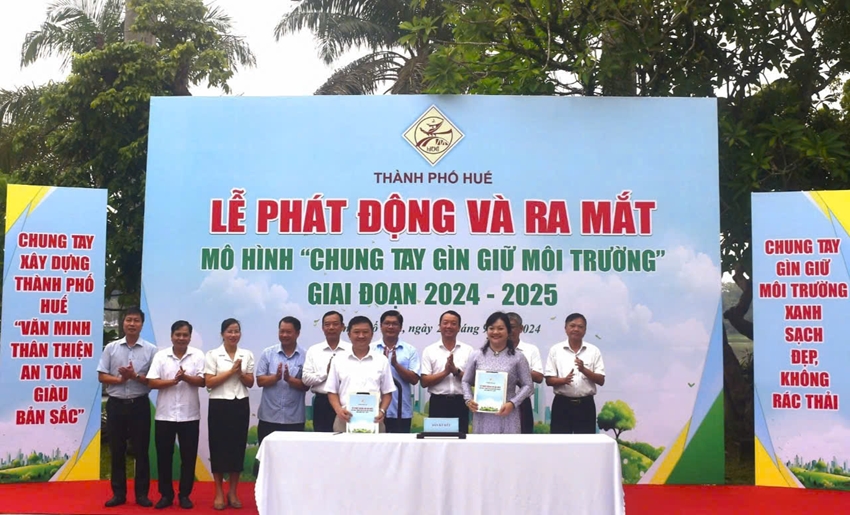 THÀNH PHỐ HUẾ
LỄ PHÁT ĐỘNG VÀ RA MẮT
MÔ HÌNH “CHUNG TAY GÌN GIỮ MÔI TRƯỜNG”
GIAI ĐOẠN 2024 - 2025
ngày
tháng
2024
CHUNG TAY
XÂY DỰNG
THÀNH PHỐ
HUẾ
“VĂN MINH
THÂN THIỆN
AN TOÀN
GIÀU
BẢN SẮC”
CHUNG TAY
GÌN GIỮ
MÔI TRƯỜNG
XANH
SẠCH
ĐẸP,
KHÔNG
RÁC THẢI